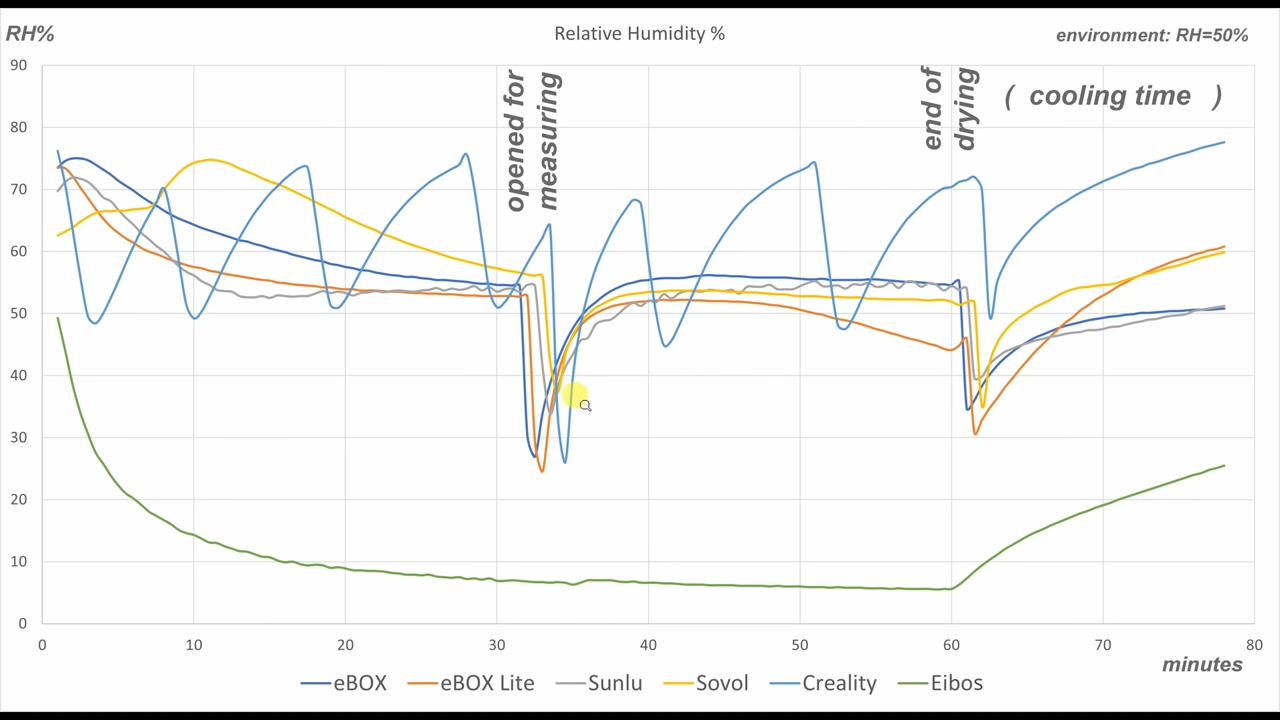 RH%
Relative Humidity %
environment: RH=50%
90
80
70
60
50
40
30
20
10
0
opened for
measuring
end of
drying
( cooling time )
0 10 20 30 40 50 60 70 80
minutes
eBOX eBOX Lite Sunlu Sovol Creality Eibos